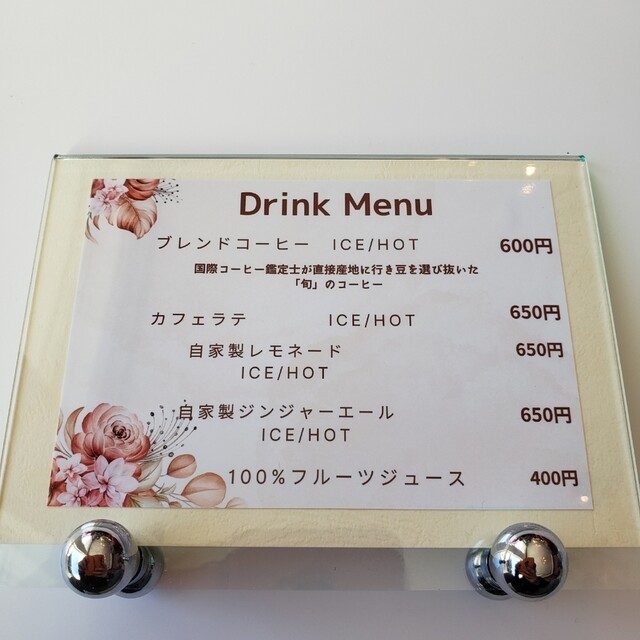 Drink Menu
ブレンドコーヒー ICE/HOT 600円
国際コーヒー鑑定士が直接産地に行き豆を選び抜いた
「旬」のコーヒー
カフェラテ ICE/HOT 650円
自家製レモネード 650円
ICE/HOT
自家製ジンジャーエール 650円
ICE/HOT
100%フルーツジュース 400円